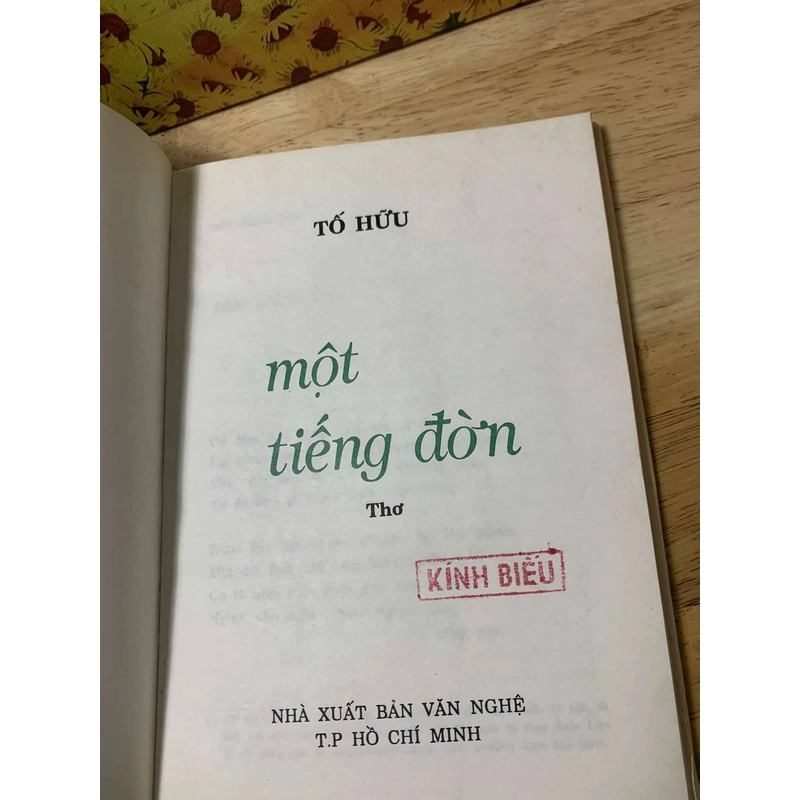 TỐ HỮU
một
tiếng đờn
Thơ
KÍNH BIẾU
NHÀ XUẤT BẢN VĂN NGHỆ
T.P HỒ CHÍ MINH